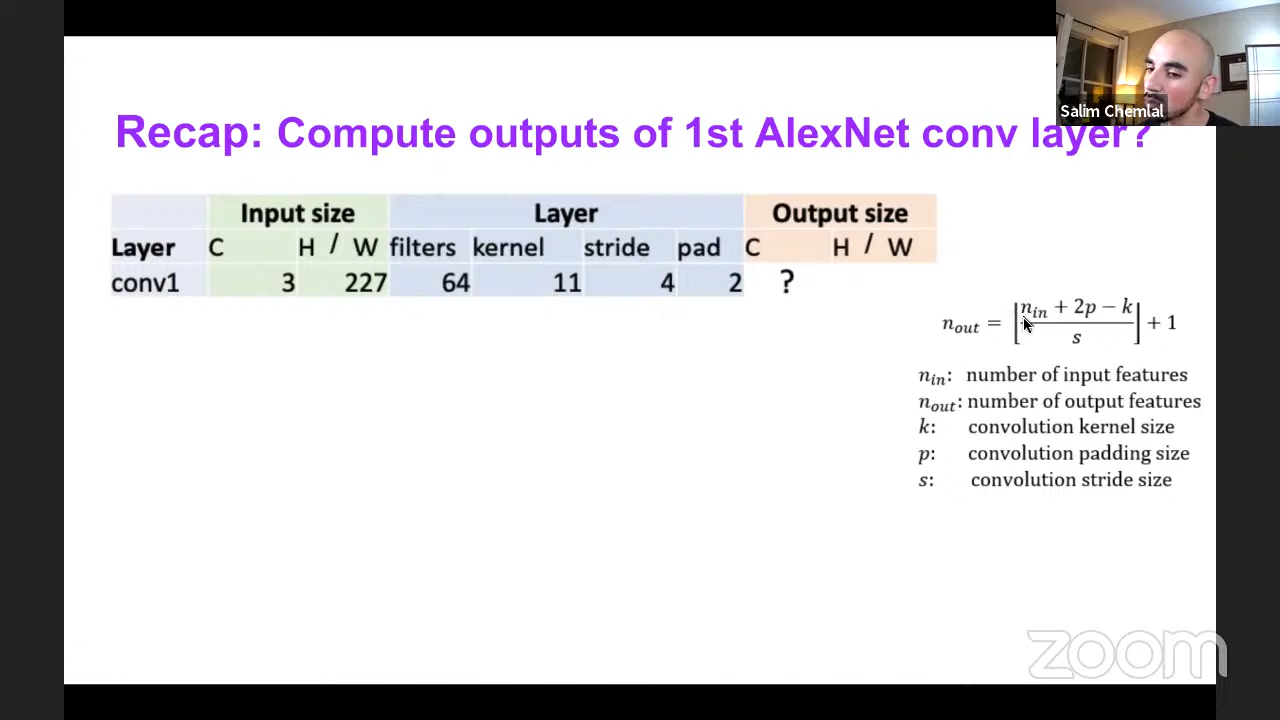 Salim Chemlal
Recap: Compute outputs of 1st AlexNet conv layer?
Input size Layer Output size
Layer C H / W filters kernel stride pad C H / W
conv1 3 227 64 11 4 2 ?
n_out = ⌊(n_in + 2p − k) / s⌋ + 1
n_in: number of input features
n_out: number of output features
k: convolution kernel size
p: convolution padding size
s: convolution stride size
zoom